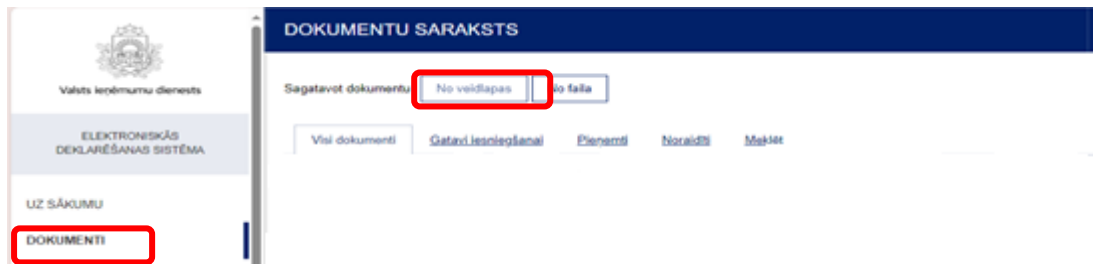 Valsts ieņēmumu dienests
ELEKTRONISKĀS
DEKLARĒŠANAS SISTĒMA
UZ SĀKUMU
DOKUMENTI
DOKUMENTU SARAKSTS
Sagatavot dokumentu No veidlapas No faila
Visi dokumenti Gatavi iesniegšanai Pieņemti Noraidīti Meklēt